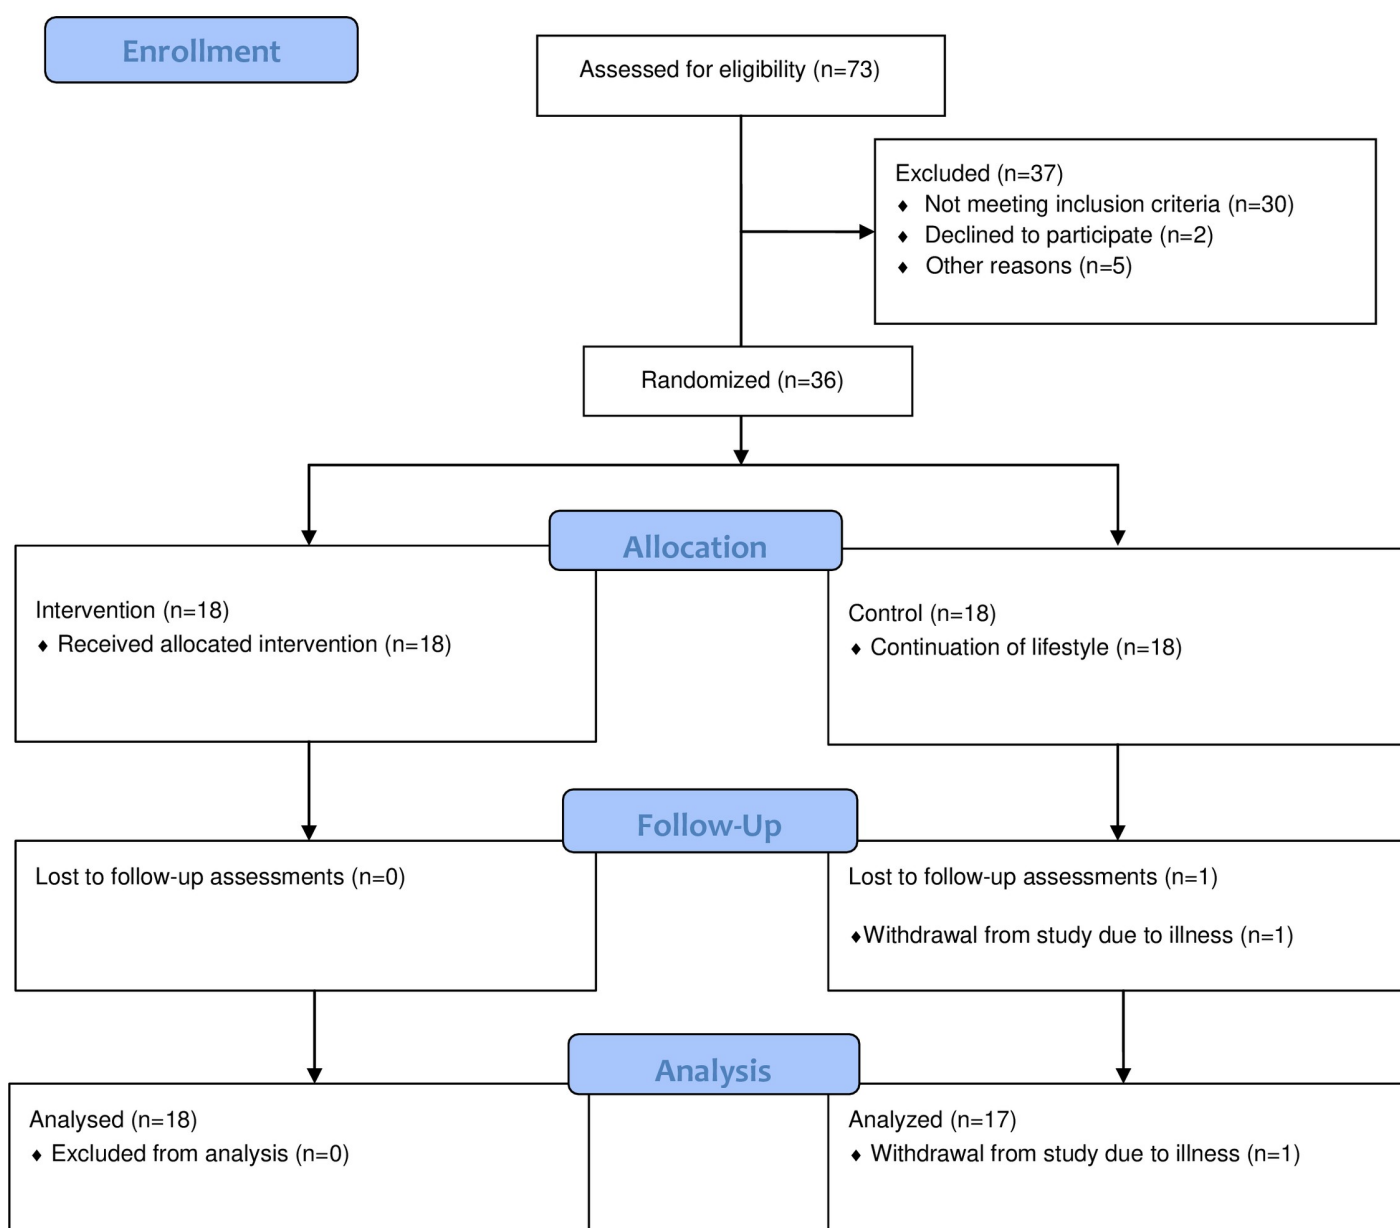 Enrollment
Assessed for eligibility (n=73)
Excluded (n=37)
♦ Not meeting inclusion criteria (n=30)
♦ Declined to participate (n=2)
♦ Other reasons (n=5)
Randomized (n=36)
Allocation
Intervention (n=18)
♦ Received allocated intervention (n=18)
Control (n=18)
♦ Continuation of lifestyle (n=18)
Follow-Up
Lost to follow-up assessments (n=0)
Lost to follow-up assessments (n=1)
♦Withdrawal from study due to illness (n=1)
Analysis
Analysed (n=18)
♦ Excluded from analysis (n=0)
Analyzed (n=17)
♦ Withdrawal from study due to illness (n=1)